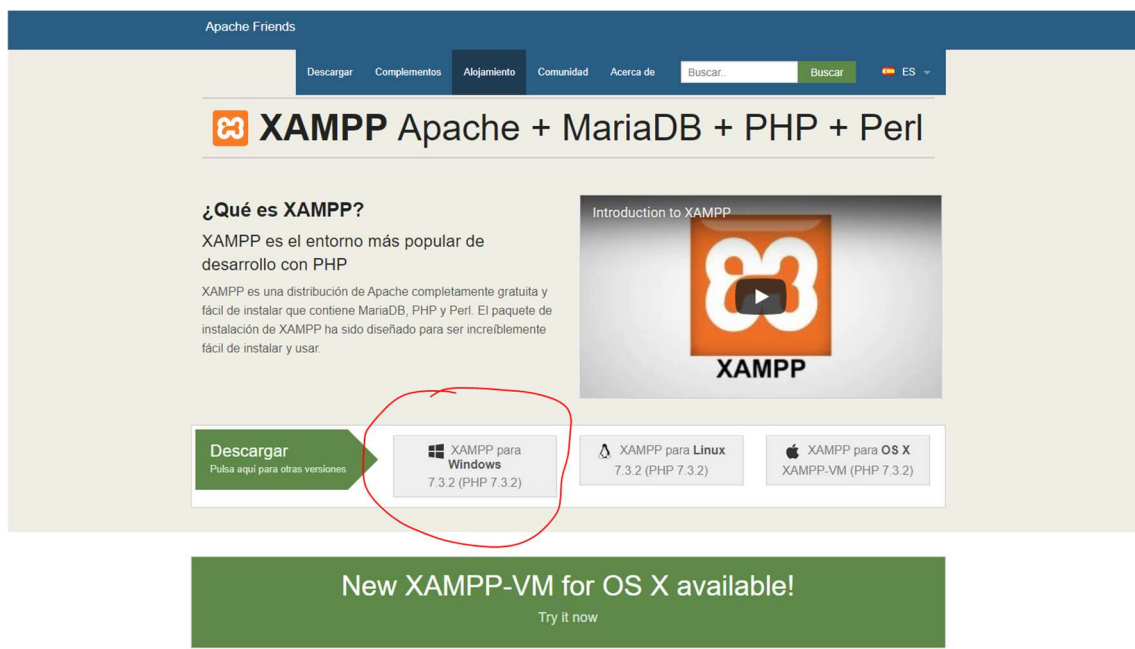 Apache Friends
Descargar Complementos Alojamiento Comunidad Acerca de Buscar.. Buscar ES
XAMPP Apache + MariaDB + PHP + Perl
¿Qué es XAMPP?
XAMPP es el entorno más popular de
desarrollo con PHP
XAMPP es una distribución de Apache completamente gratuita y
fácil de instalar que contiene MariaDB, PHP y Perl. El paquete de
instalación de XAMPP ha sido diseñado para ser increíblemente
fácil de instalar y usar.
Introduction to XAMPP
XAMPP
Descargar
Pulsa aquí para otras versiones
XAMPP para
Windows
7.3.2 (PHP 7.3.2)
XAMPP para Linux
7.3.2 (PHP 7.3.2)
XAMPP para OS X
XAMPP-VM (PHP 7.3.2)
New XAMPP-VM for OS X available!
Try it now